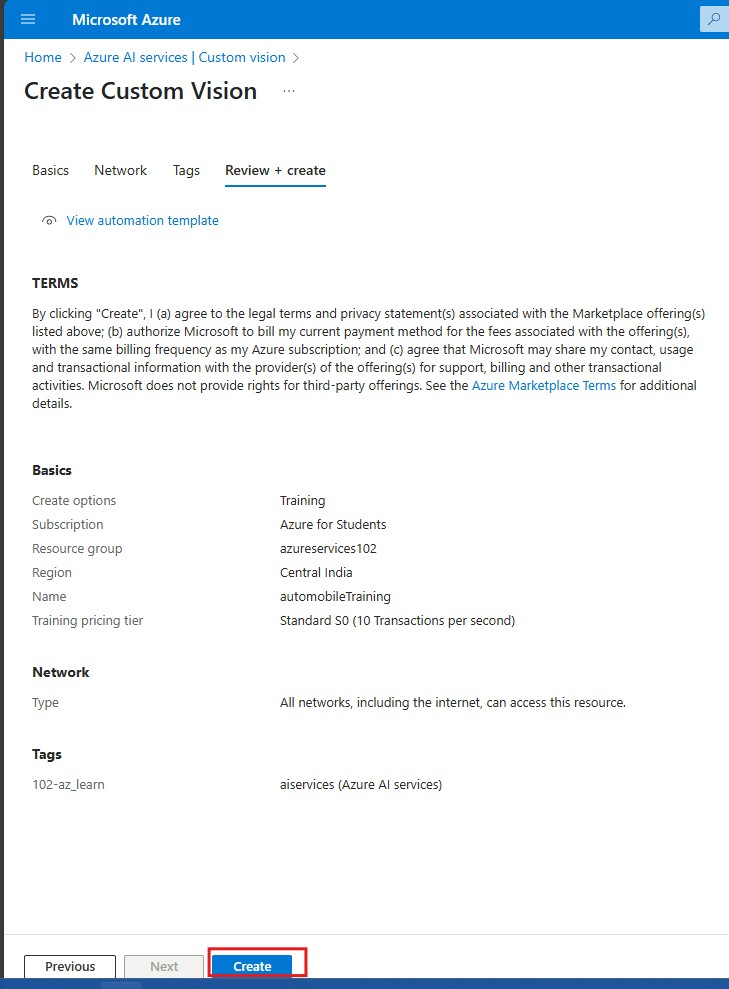 Microsoft Azure
Home > Azure AI services | Custom vision >
Create Custom Vision ...
Basics Network Tags Review + create
View automation template
TERMS
By clicking "Create", I (a) agree to the legal terms and privacy statement(s) associated with the Marketplace offering(s)
listed above; (b) authorize Microsoft to bill my current payment method for the fees associated with the offering(s),
with the same billing frequency as my Azure subscription; and (c) agree that Microsoft may share my contact, usage
and transactional information with the provider(s) of the offering(s) for support, billing and other transactional
activities. Microsoft does not provide rights for third-party offerings. See the Azure Marketplace Terms for additional
details.
Basics
Create options Training
Subscription Azure for Students
Resource group azureservices102
Region Central India
Name automobileTraining
Training pricing tier Standard S0 (10 Transactions per second)
Network
Type All networks, including the internet, can access this resource.
Tags
102-az_learn aiservices (Azure AI services)
Previous Next Create